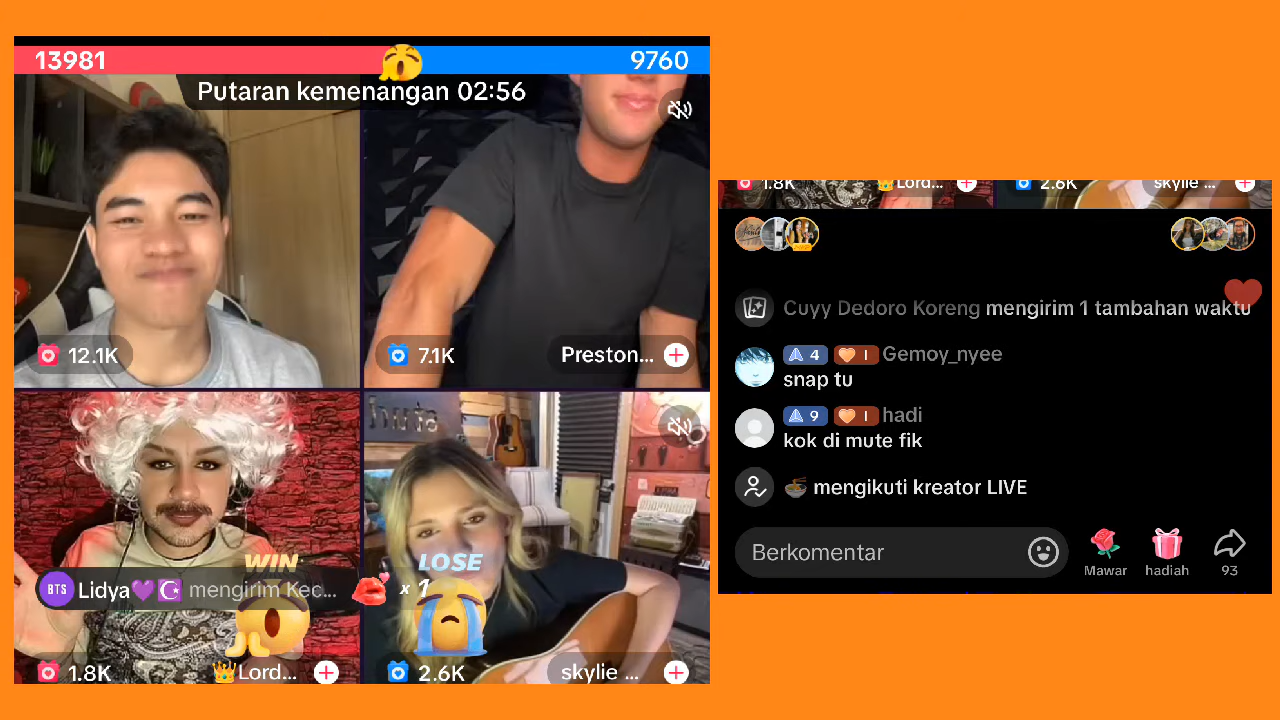 13981
9760
Putaran kemenangan 02:56
12.1K
7.1K
Preston...
WIN
LOSE
BTS Lidya💜☪️ mengirim Kec...
x 1
1.8K
👑Lord...
2.6K
skylie ...
1.8K
👑Lord...
2.6K
skylie ...
Cuyy Dedoro Koreng mengirim 1 tambahan waktu
4 I Gemoy_nyee
snap tu
9 I hadi
kok di mute fik
🍜 mengikuti kreator LIVE
Berkomentar
Mawar
hadiah
93